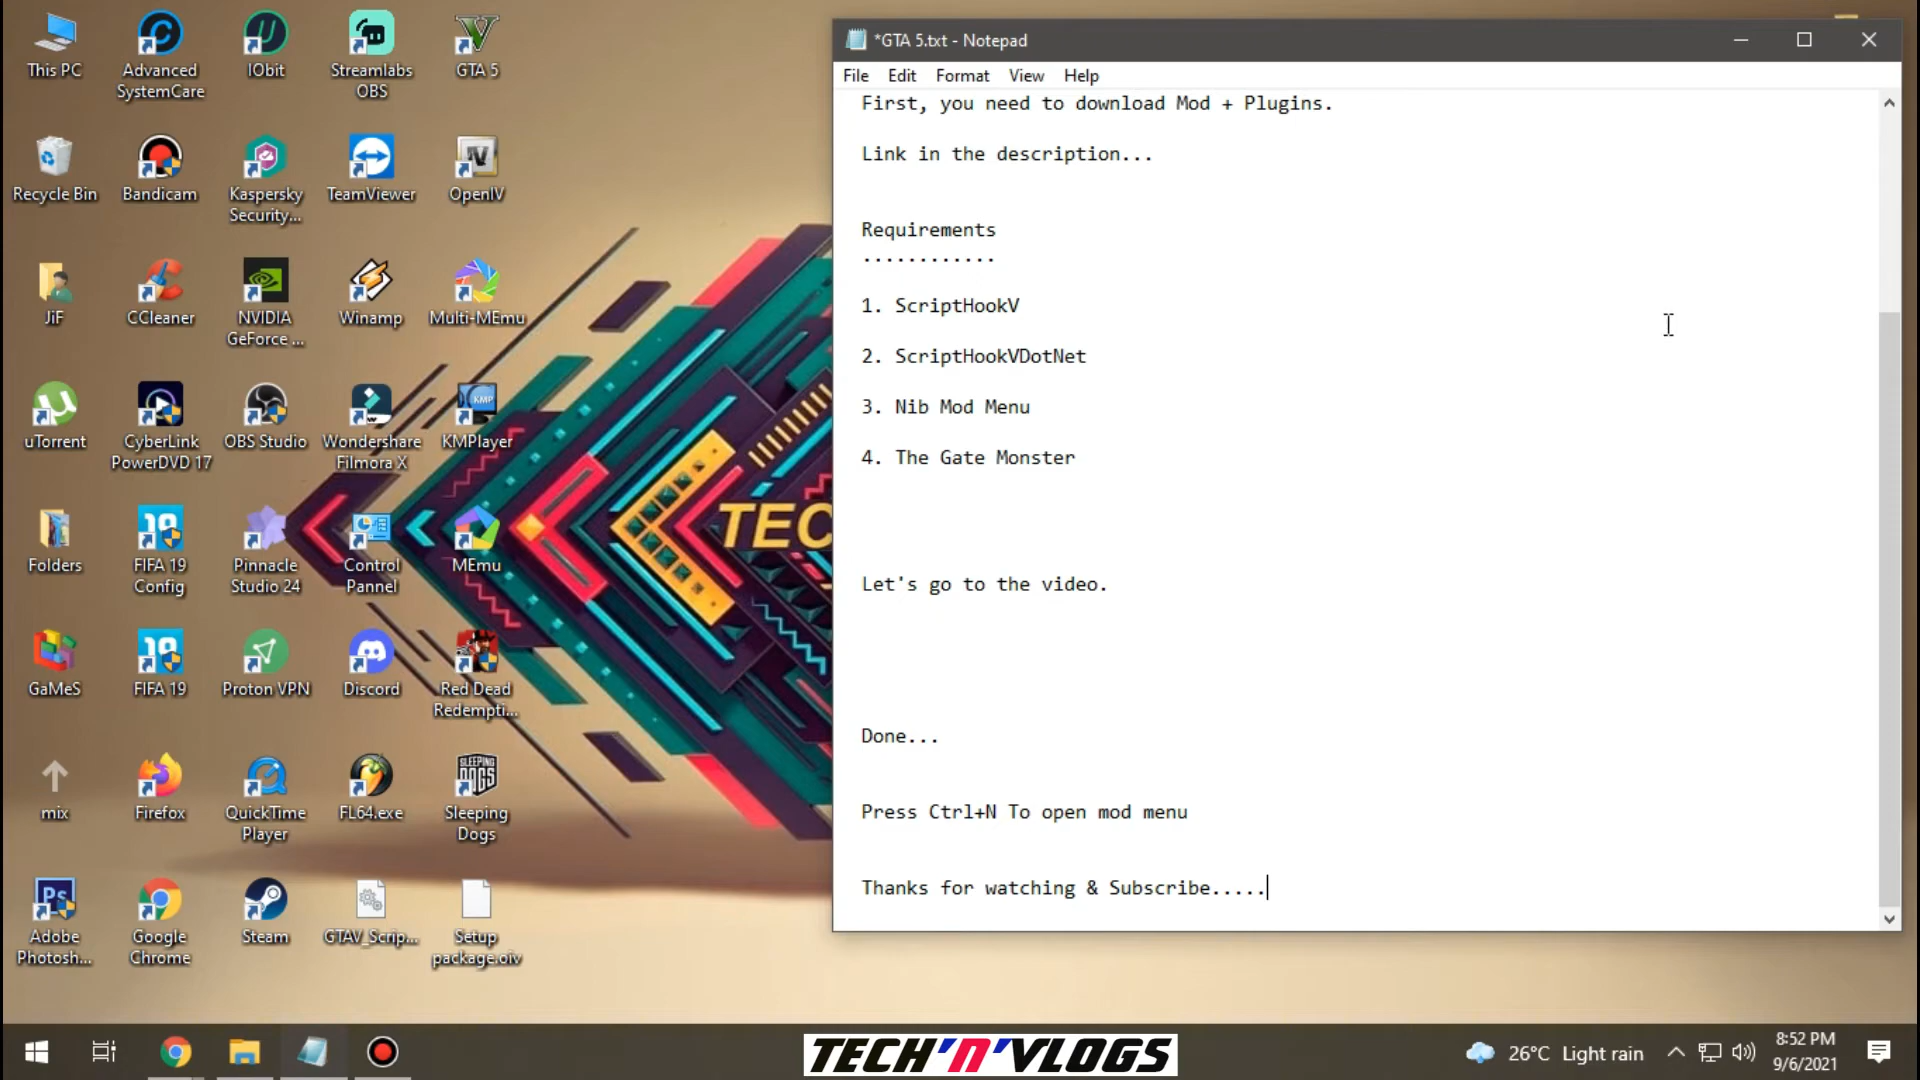 This PC
Advanced
SystemCare
IObit
Streamlabs
OBS
GTA 5
Recycle Bin
Bandicam
Kaspersky
Security...
TeamViewer
OpenIV
JiF
CCleaner
NVIDIA
GeForce ...
Winamp
Multi-MEmu
uTorrent
CyberLink
PowerDVD 17
OBS Studio
Wondershare
Filmora X
KMPlayer
Folders
FIFA 19
Config
Pinnacle
Studio 24
Control
Pannel
MEmu
GaMeS
FIFA 19
Proton VPN
Discord
Red Dead
Redempti...
mix
Firefox
QuickTime
Player
FL64.exe
Sleeping
Dogs
Adobe
Photosh...
Google
Chrome
Steam
GTAV_Scrip...
Setup
package.oiv
TEC
*GTA 5.txt - Notepad
File Edit Format View Help
First, you need to download Mod + Plugins.
Link in the description...
Requirements
............
1. ScriptHookV
2. ScriptHookVDotNet
3. Nib Mod Menu
4. The Gate Monster
Let's go to the video.
Done...
Press Ctrl+N To open mod menu
Thanks for watching & Subscribe.....
TECH'N'VLOGS
26°C Light rain
8:52 PM
9/6/2021